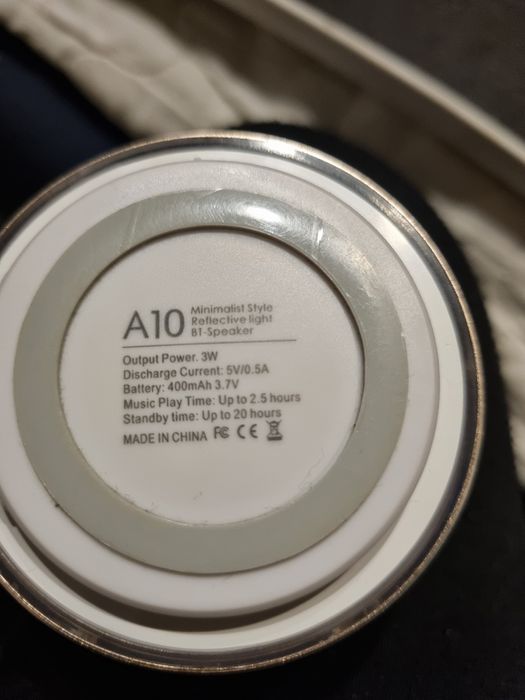 A10
Minimalist Style
Reflective light
BT-Speaker
Output Power. 3W
Discharge Current: 5V/0.5A
Battery: 400mAh 3.7V
Music Play Time: Up to 2.5 hours
Standby time: Up to 20 hours
MADE IN CHINA FC CE